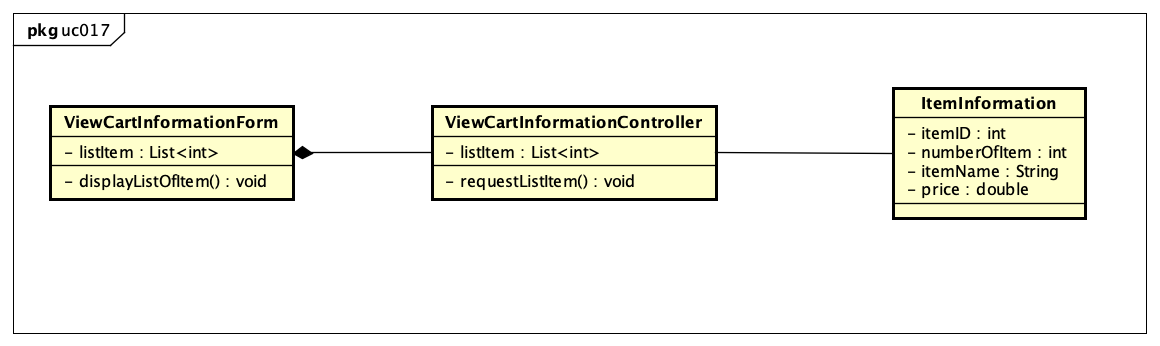 pkg uc017
ViewCartInformationForm
- listItem : List<int>
- displayListOfItem() : void
ViewCartInformationController
- listItem : List<int>
- requestListItem() : void
ItemInformation
- itemID : int
- numberOfItem : int
- itemName : String
- price : double